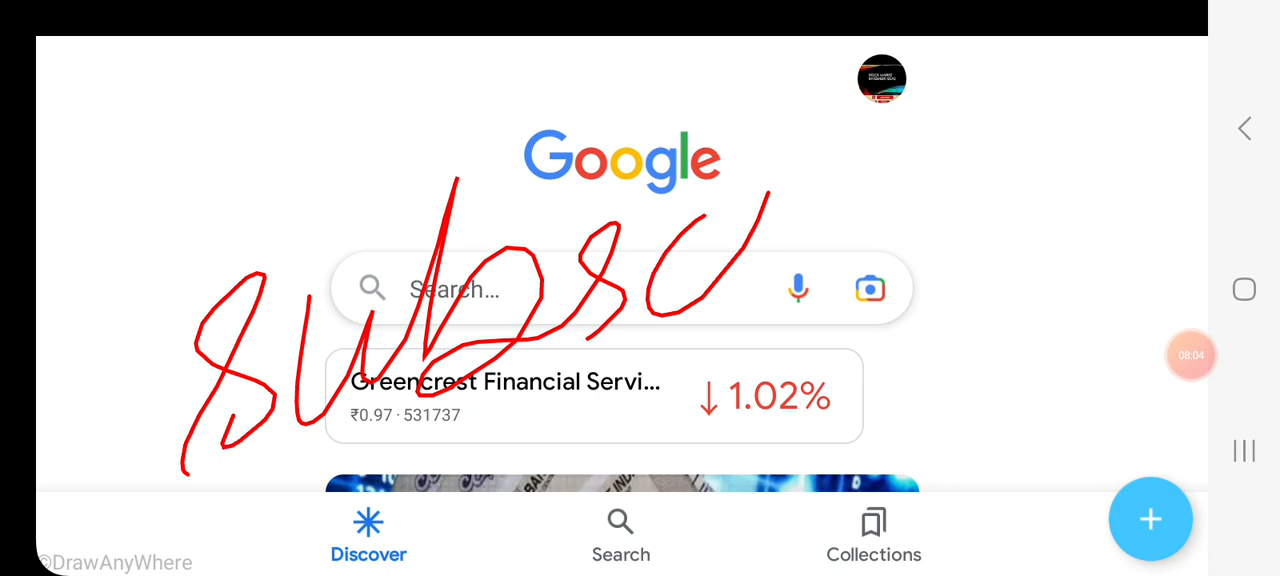 Google
subsc
Search...
Greencrest Financial Servi...
↓ 1.02%
₹0.97 · 531737
08:04
Discover
Search
Collections
©DrawAnyWhere